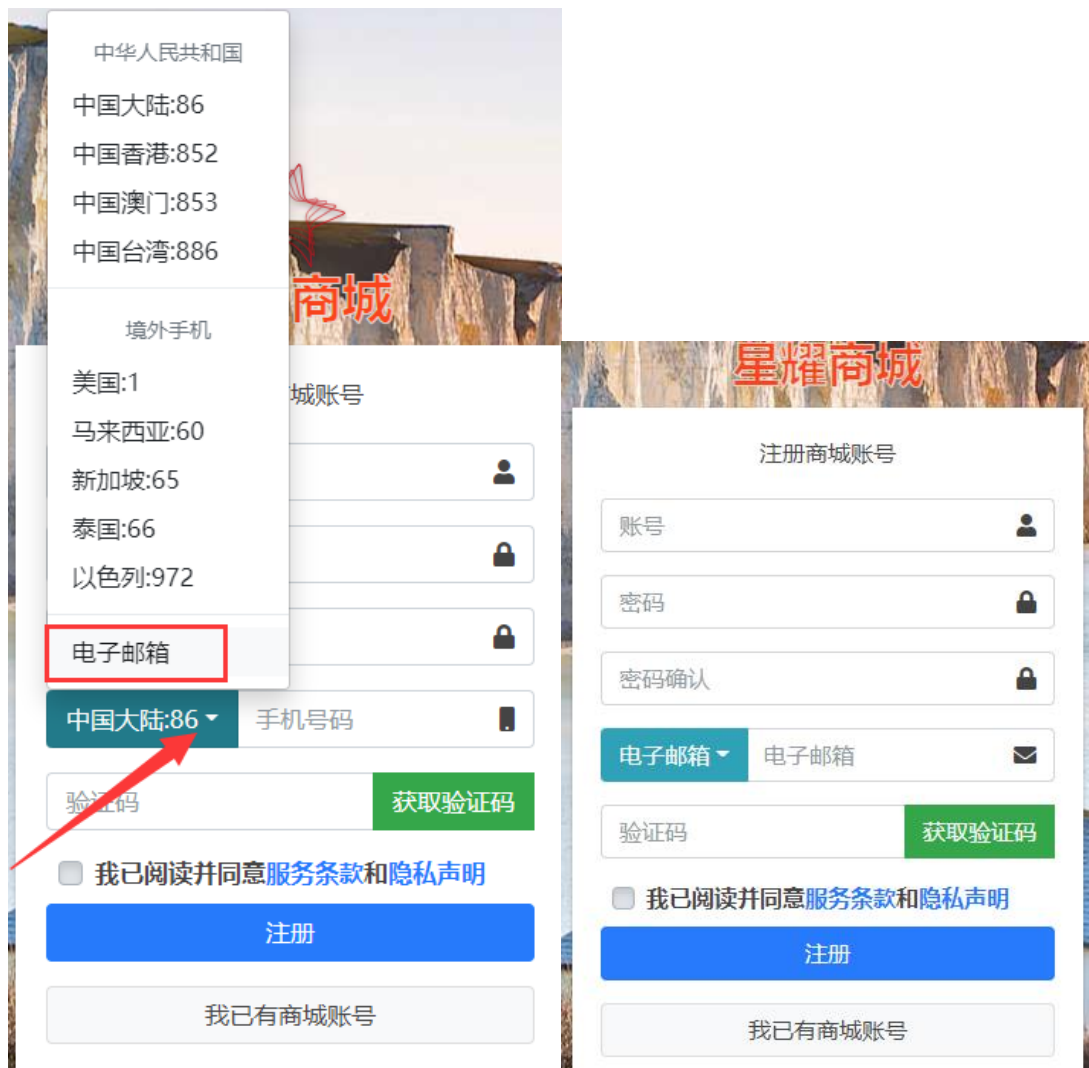 中华人民共和国
中国大陆:86
中国香港:852
中国澳门:853
中国台湾:886
境外手机
美国:1
马来西亚:60
新加坡:65
泰国:66
以色列:972
电子邮箱
商城
城账号
中国大陆:86
手机号码
验证码
获取验证码
我已阅读并同意服务条款和隐私声明
注册
我已有商城账号
星耀商城
注册商城账号
账号
密码
密码确认
电子邮箱
电子邮箱
验证码
获取验证码
我已阅读并同意服务条款和隐私声明
注册
我已有商城账号